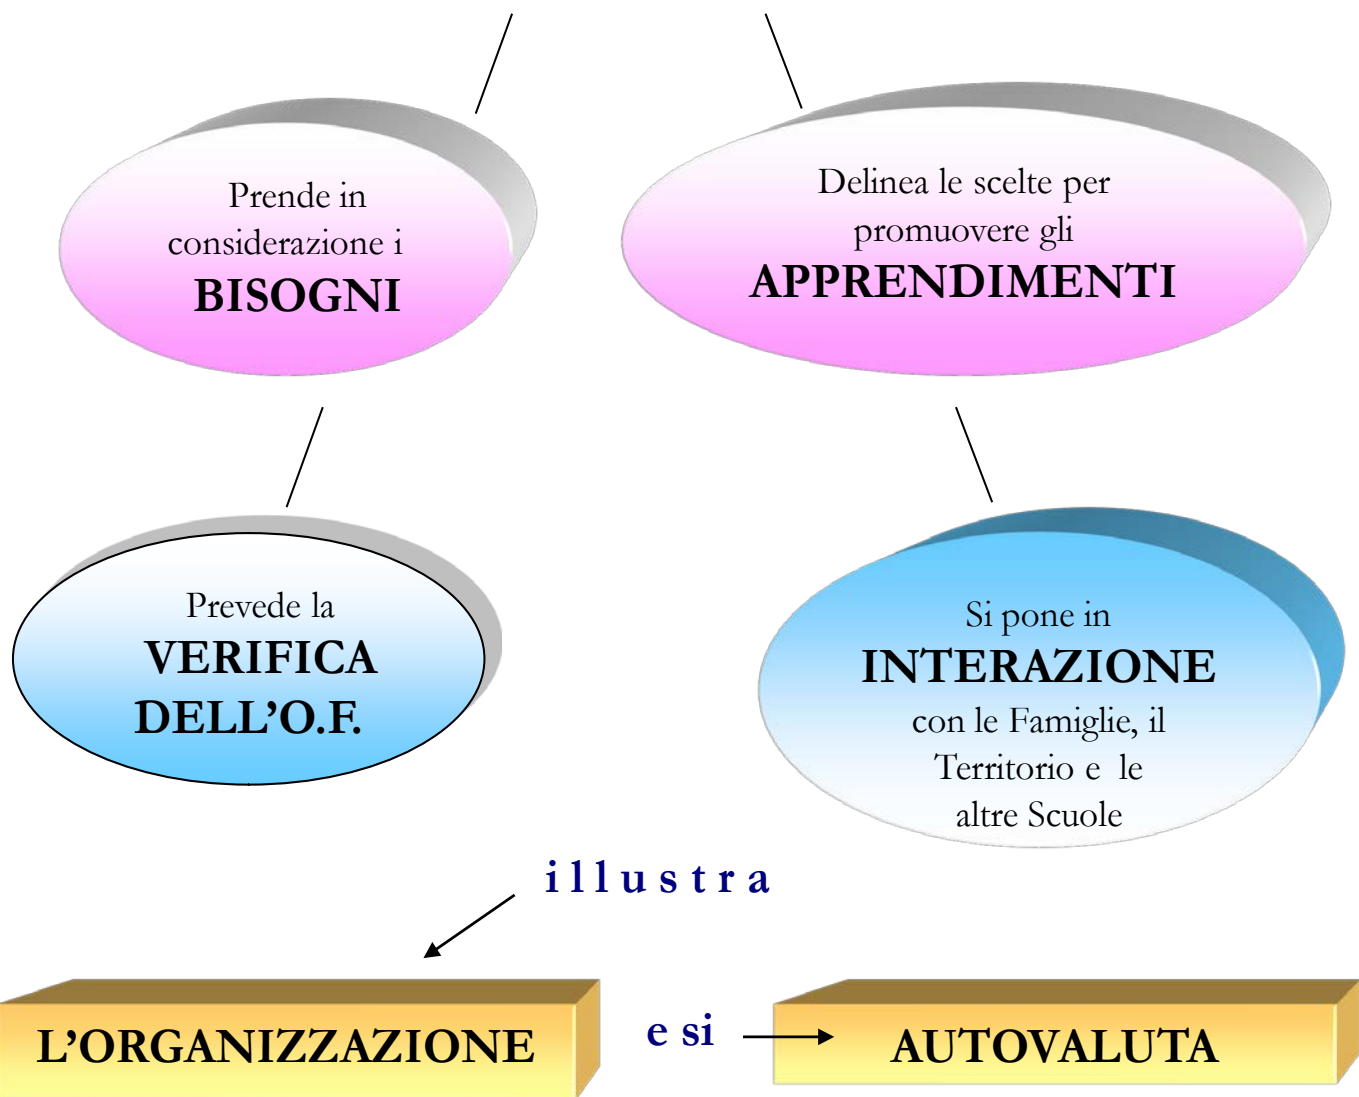 Prende in
considerazione i
BISOGNI
Delinea le scelte per
promuovere gli
APPRENDIMENTI
Prevede la
VERIFICA
DELL’O.F.
Si pone in
INTERAZIONE
con le Famiglie, il
Territorio e le
altre Scuole
illustra
L’ORGANIZZAZIONE
e si
AUTOVALUTA